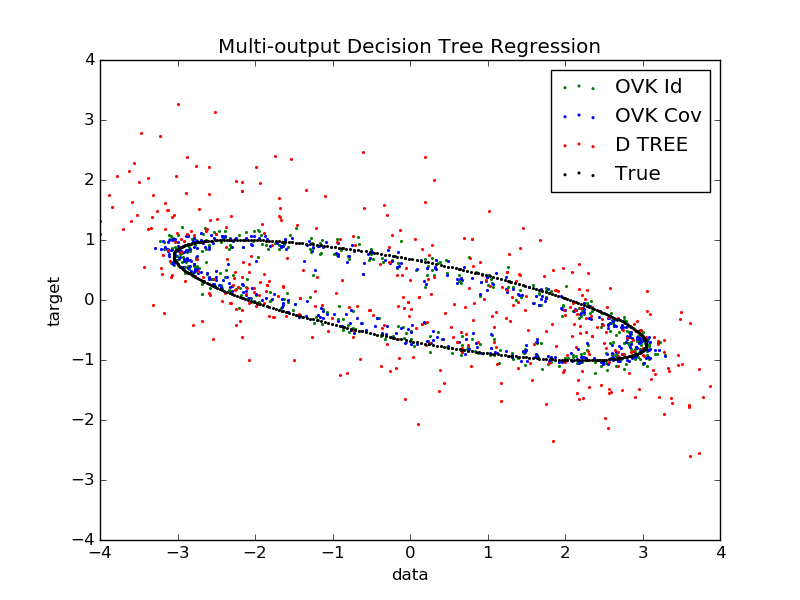 Multi-output Decision Tree Regression
OVK Id
OVK Cov
D TREE
True
4
3
2
1
0
−1
−2
−3
−4
target
−4 −3 −2 −1 0 1 2 3 4
data